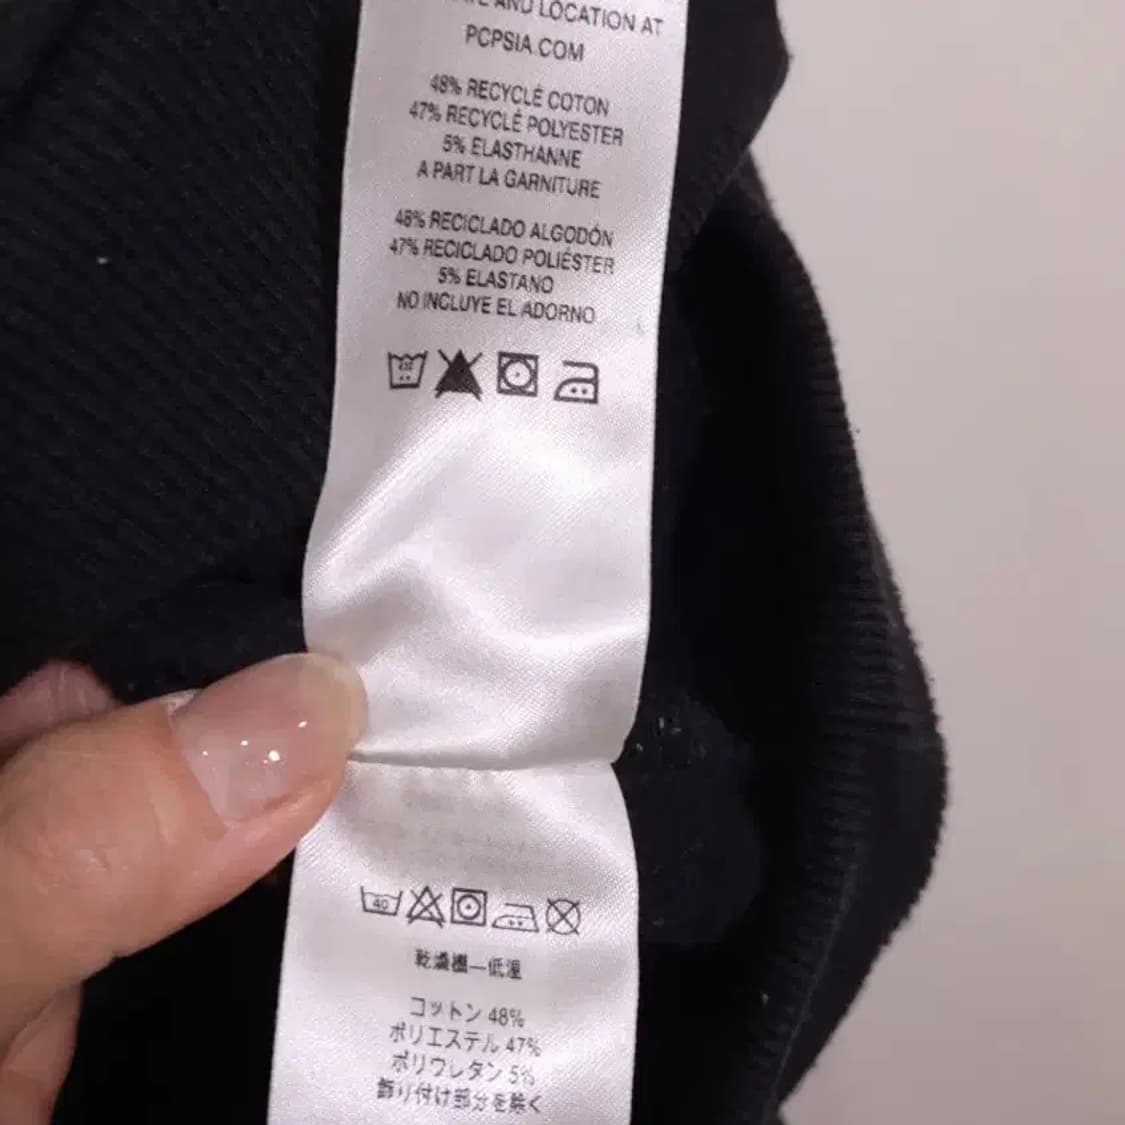 AND LOCATION AT
PCPSIA.COM
48% RECYCLÉ COTON
47% RECYCLÉ POLYESTER
5% ELASTHANNE
A PART LA GARNITURE
48% RECICLADO ALGODÓN
47% RECICLADO POLIÉSTER
5% ELASTANO
NO INCLUYE EL ADORNO
40
乾燥機—低温
コットン 48%
ポリエステル 47%
ポリウレタン 5%
飾り付け部分を除く